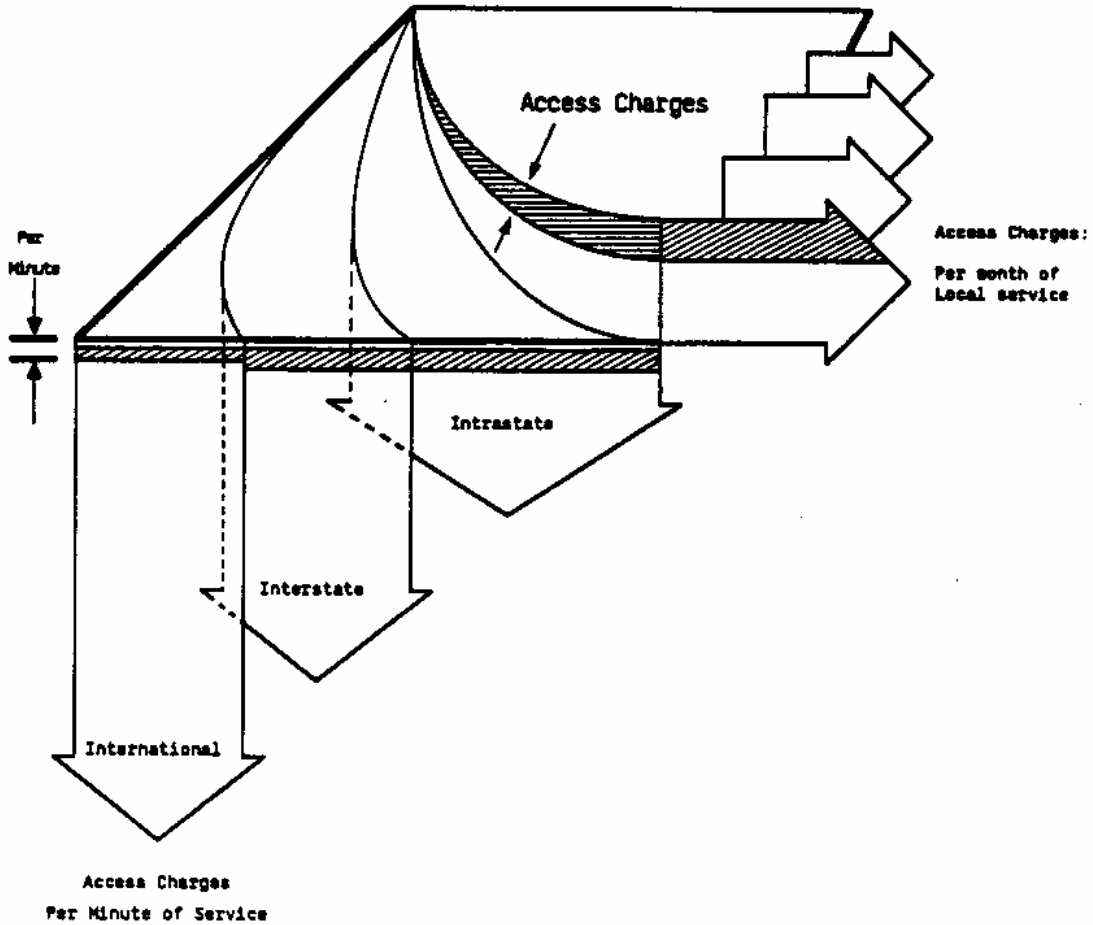 Access Charges
Per
Minute
Access Charges:
Per month of
Local service
Intrastate
Interstate
International
Access Charges
Per Minute of Service